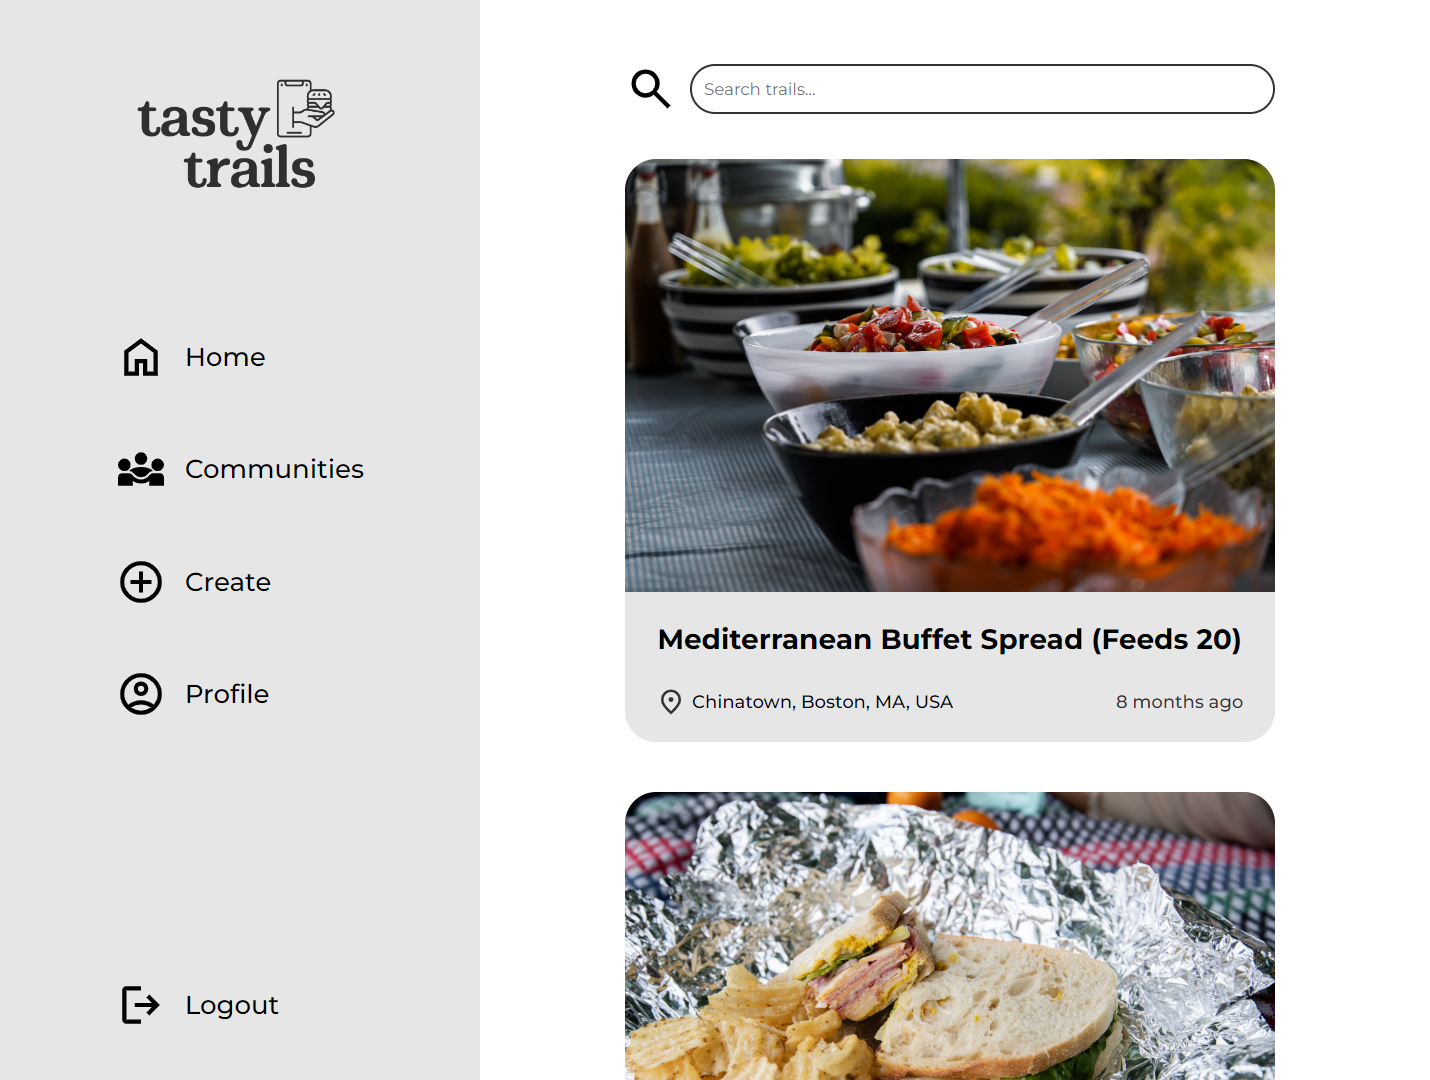 tasty
trails
Home
Communities
Create
Profile
Logout
Search trails...
Mediterranean Buffet Spread (Feeds 20)
Chinatown, Boston, MA, USA
8 months ago